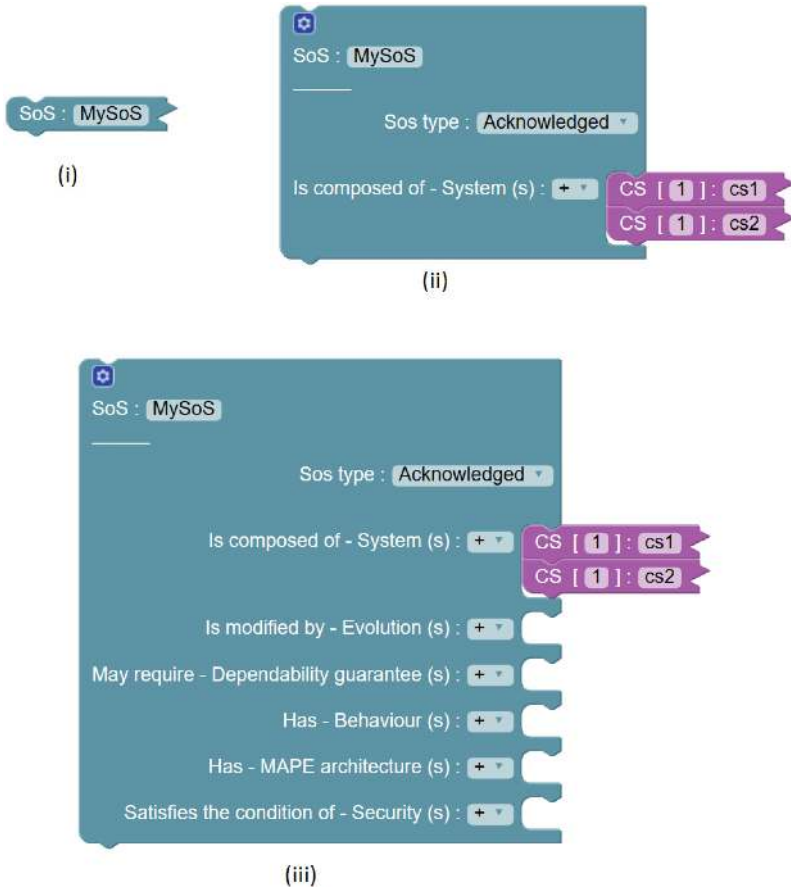 SoS : MySoS
(i)
SoS : MySoS
Sos type : Acknowledged
Is composed of - System (s) : +
CS [ 1 ] : cs1
CS [ 1 ] : cs2
(ii)
SoS : MySoS
Sos type : Acknowledged
Is composed of - System (s) : +
CS [ 1 ] : cs1
CS [ 1 ] : cs2
Is modified by - Evolution (s) : +
May require - Dependability guarantee (s) : +
Has - Behaviour (s) : +
Has - MAPE architecture (s) : +
Satisfies the condition of - Security (s) : +
(iii)